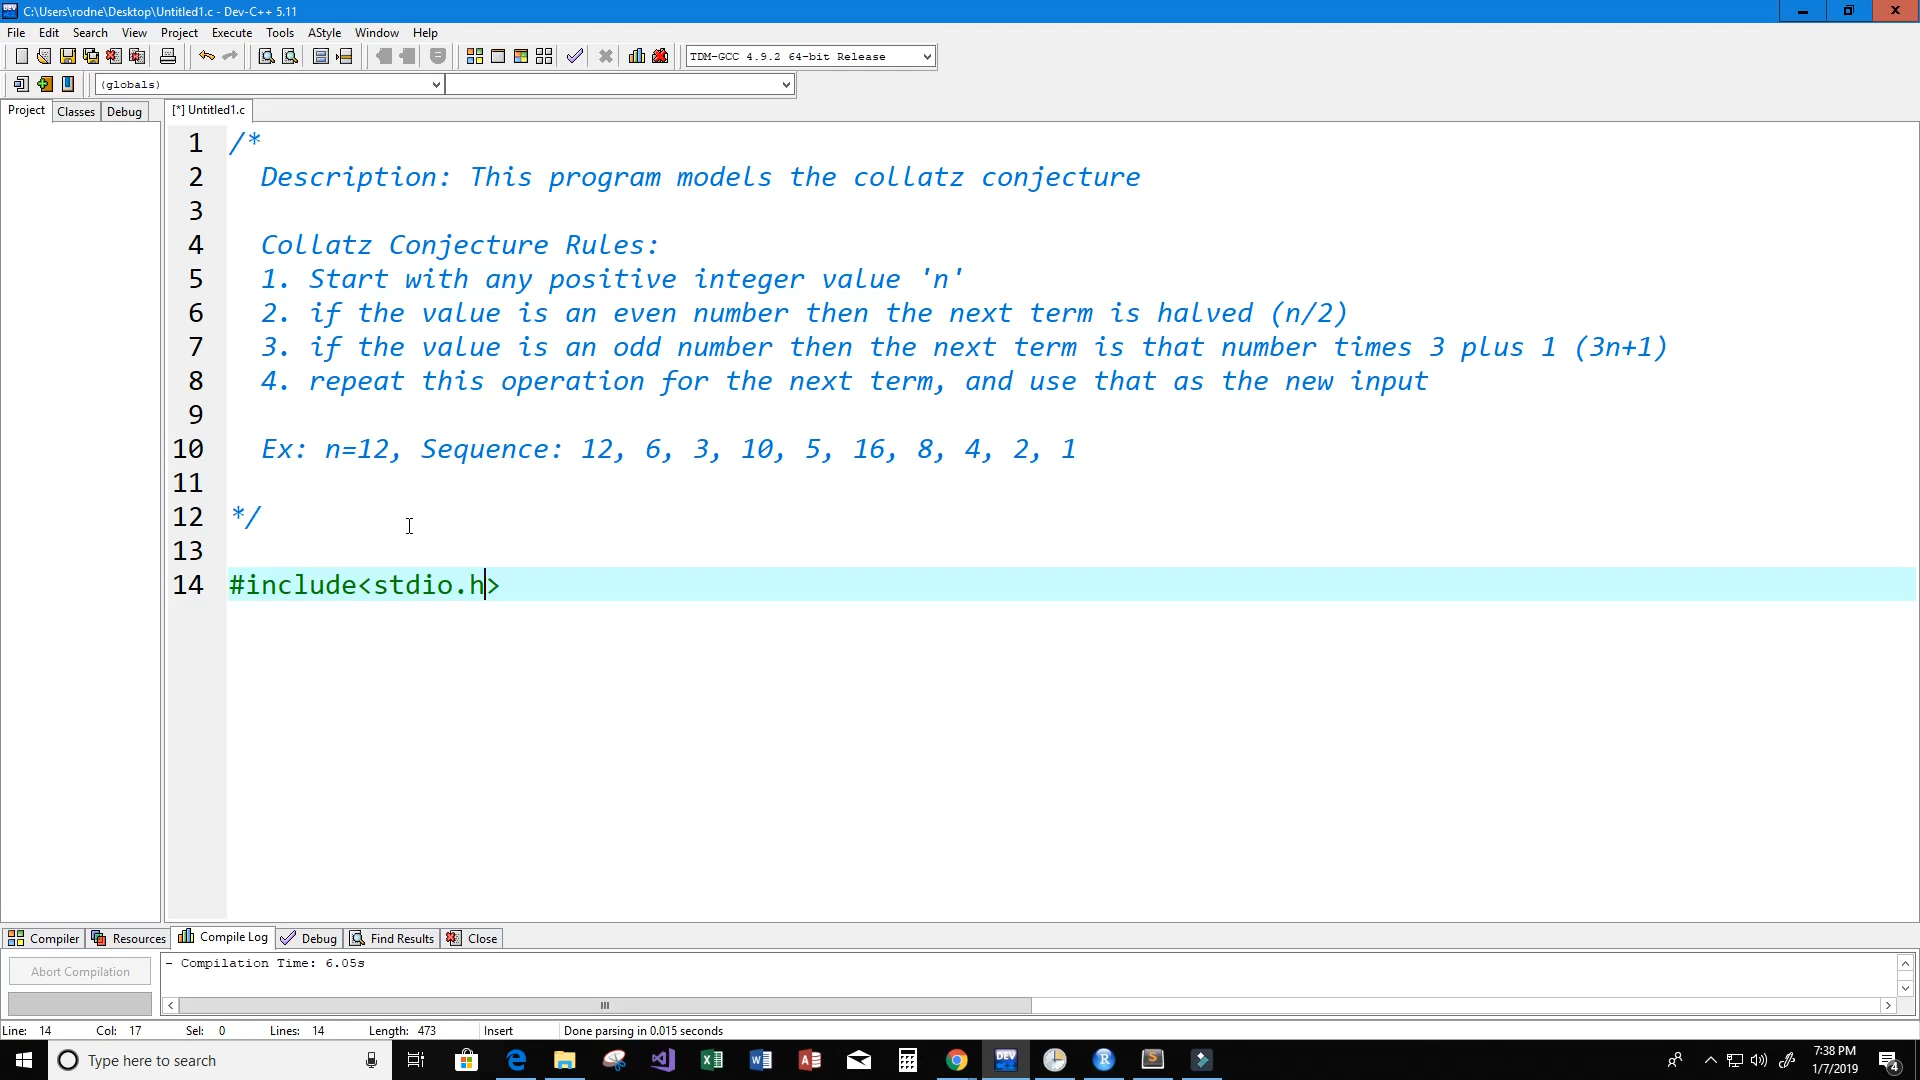 C:\Users\rodne\Desktop\Untitled1.c - Dev-C++ 5.11
File Edit Search View Project Execute Tools AStyle Window Help
TDM-GCC 4.9.2 64-bit Release
(globals)
Project Classes Debug [*] Untitled1.c
1 /*
2 Description: This program models the collatz conjecture
3
4 Collatz Conjecture Rules:
5 1. Start with any positive integer value 'n'
6 2. if the value is an even number then the next term is halved (n/2)
7 3. if the value is an odd number then the next term is that number times 3 plus 1 (3n+1)
8 4. repeat this operation for the next term, and use that as the new input
9
10 Ex: n=12, Sequence: 12, 6, 3, 10, 5, 16, 8, 4, 2, 1
11
12 */
13
14 #include<stdio.h>
Compiler Resources Compile Log Debug Find Results Close
Abort Compilation
- Compilation Time: 6.05s
Line: 14 Col: 17 Sel: 0 Lines: 14 Length: 473 Insert Done parsing in 0.015 seconds
Type here to search
DEV
7:38 PM
1/7/2019
4